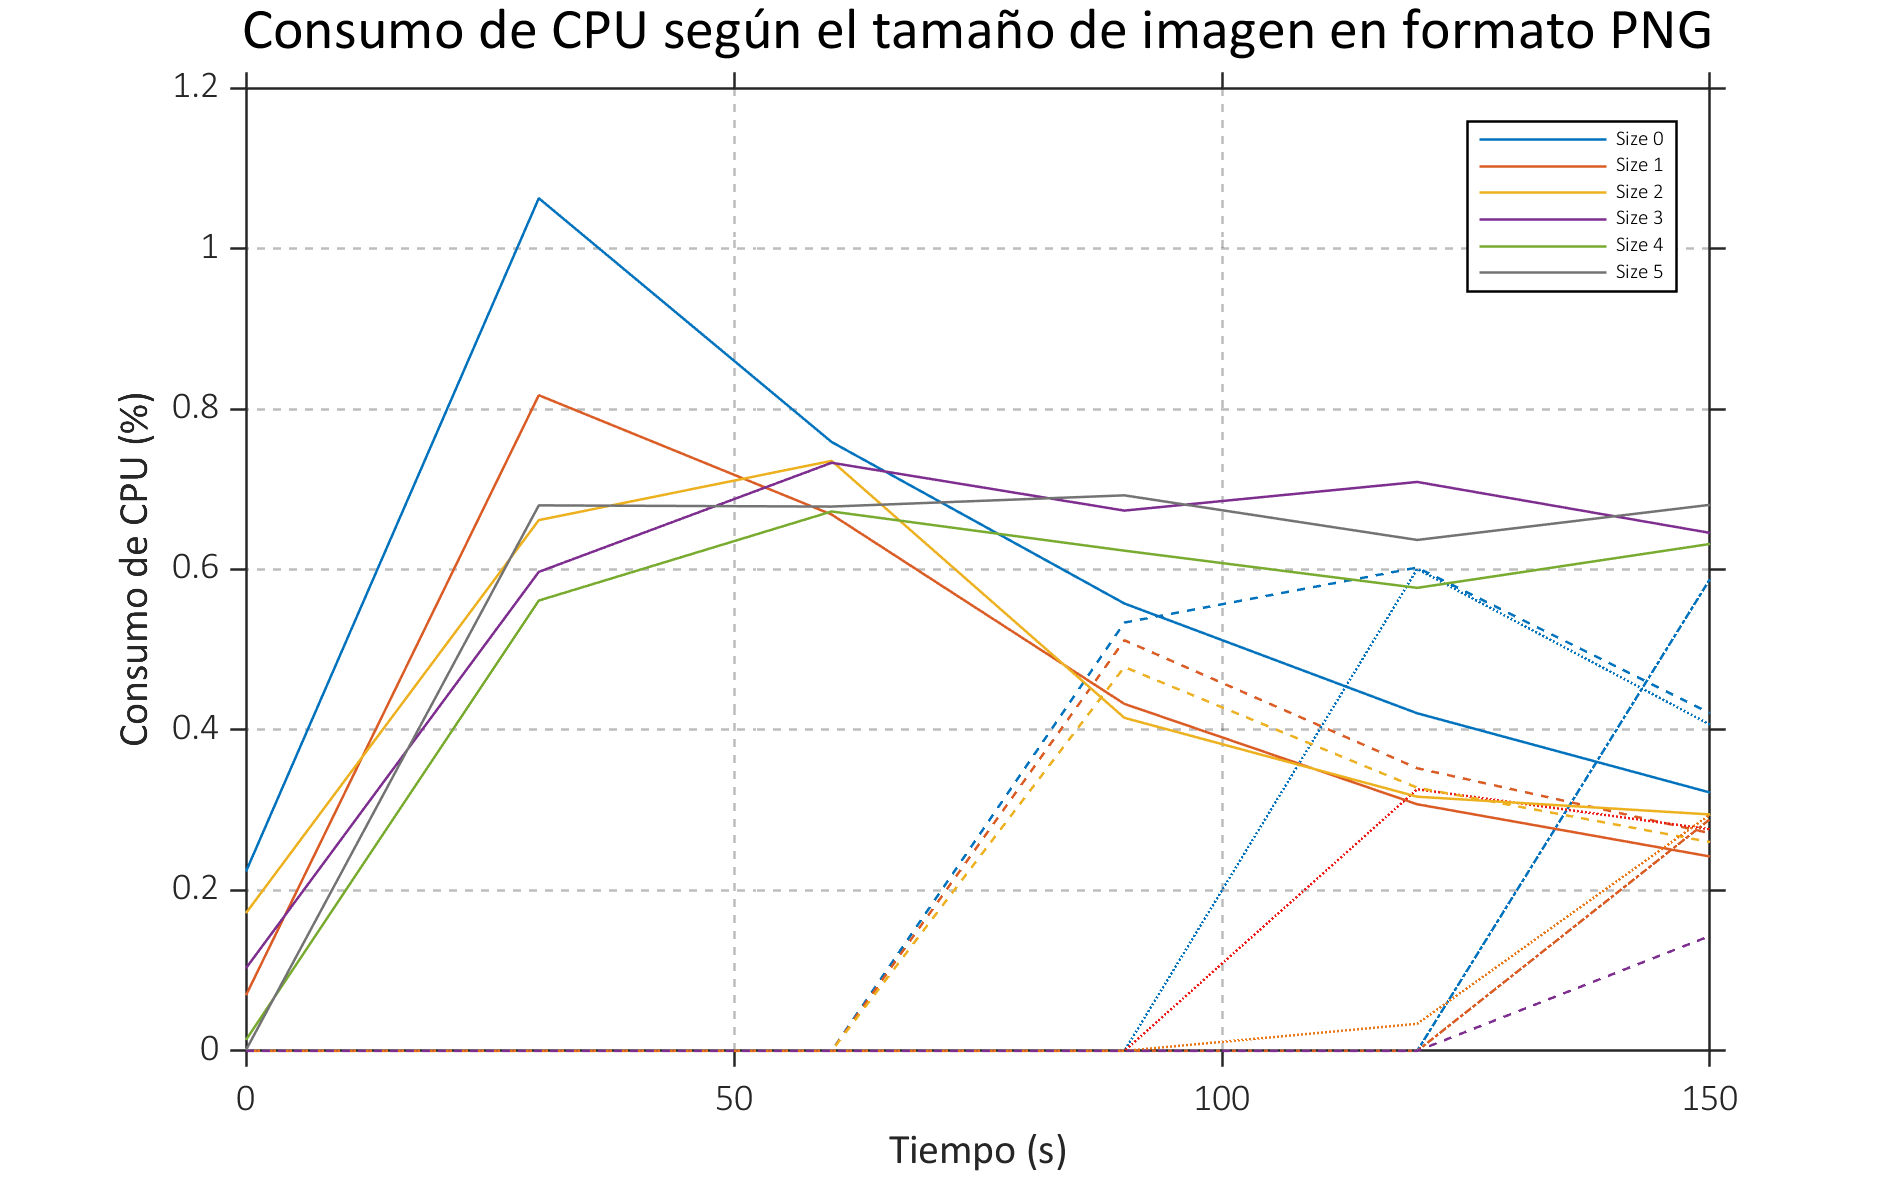 Consumo de CPU según el tamaño de imagen en formato PNG
1.2
1
0.8
0.6
0.4
0.2
0
Consumo de CPU (%)
Size 0
Size 1
Size 2
Size 3
Size 4
Size 5
0 50 100 150
Tiempo (s)